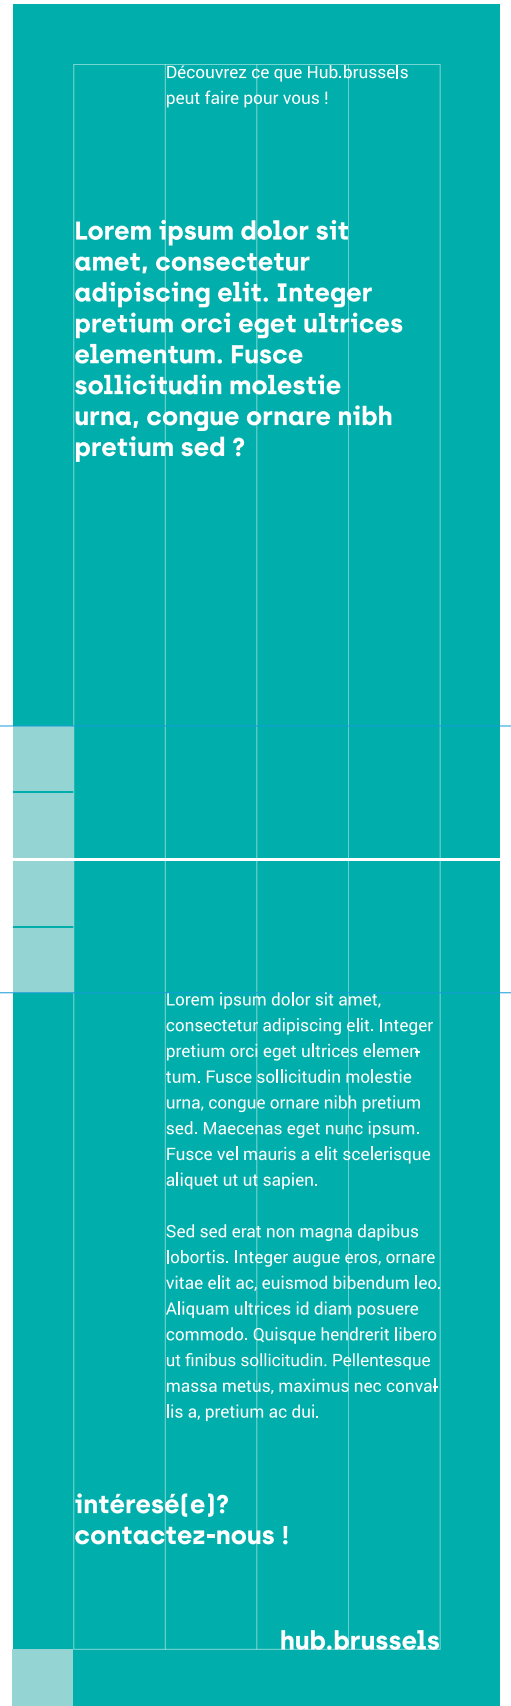 Découvrez ce que Hub.brussels
peut faire pour vous !
Lorem ipsum dolor sit
amet, consectetur
adipiscing elit. Integer
pretium orci eget ultrices
elementum. Fusce
sollicitudin molestie
urna, congue ornare nibh
pretium sed ?
Lorem ipsum dolor sit amet,
consectetur adipiscing elit. Integer
pretium orci eget ultrices elemen-
tum. Fusce sollicitudin molestie
urna, congue ornare nibh pretium
sed. Maecenas eget nunc ipsum.
Fusce vel mauris a elit scelerisque
aliquet ut ut sapien.
Sed sed erat non magna dapibus
lobortis. Integer augue eros, ornare
vitae elit ac, euismod bibendum leo.
Aliquam ultrices id diam posuere
commodo. Quisque hendrerit libero
ut finibus sollicitudin. Pellentesque
massa metus, maximus nec conval-
lis a, pretium ac dui.
intéresé(e)?
contactez-nous !
hub.brussels